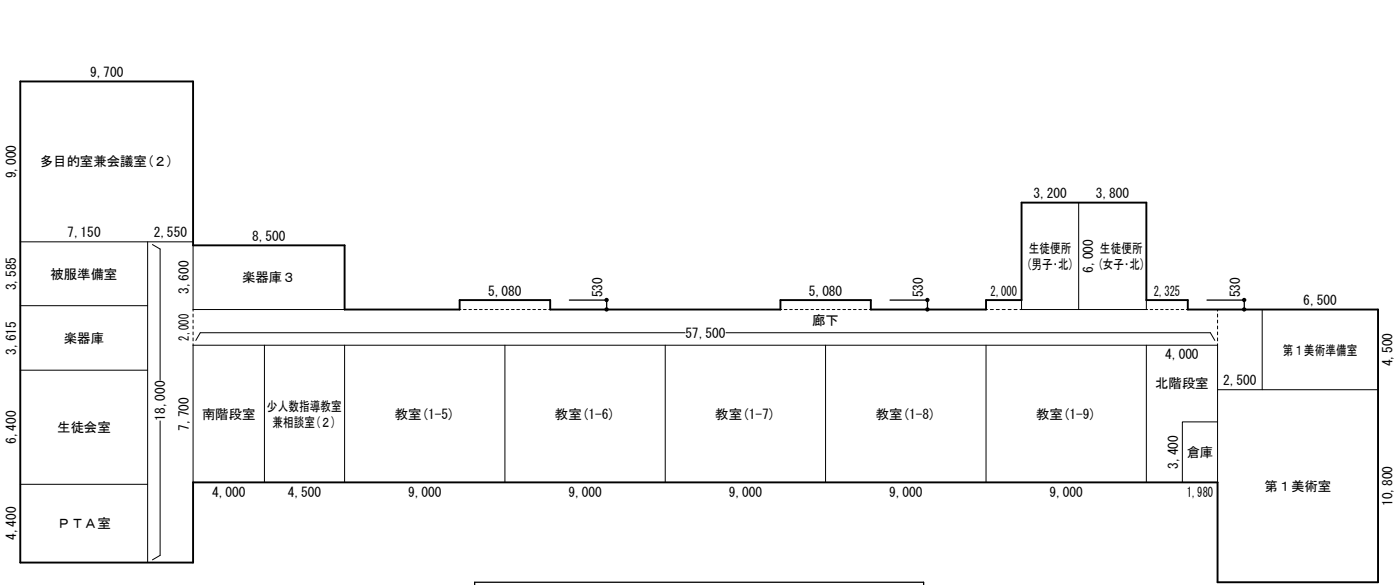 9,700
9,000
多目的室兼会議室(2)
7,150
2,550
3,585
被服準備室
3,615
楽器庫
6,400
生徒会室
4,400
PTA室
18,000
8,500
3,600
楽器庫3
2,000
7,700
57,500
廊下
5,080
530
5,080
530
2,000
3,200
3,800
生徒便所
(男子・北)
6,000
生徒便所
(女子・北)
2,325
530
6,500
南階段室
少人数指導教室
兼相談室(2)
教室(1-5)
教室(1-6)
教室(1-7)
教室(1-8)
教室(1-9)
4,000
北階段室
3,400
倉庫
2,500
第1美術準備室
4,500
第1美術室
10,800
4,000
4,500
9,000
9,000
9,000
9,000
9,000
1,980